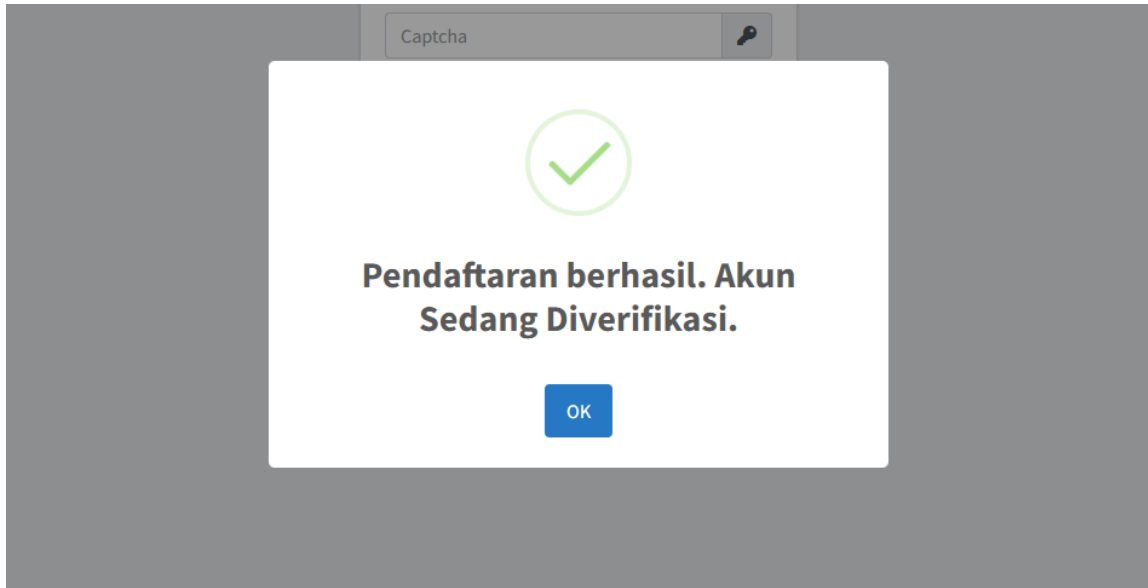 Captcha
Pendaftaran berhasil. Akun
Sedang Diverifikasi.
OK